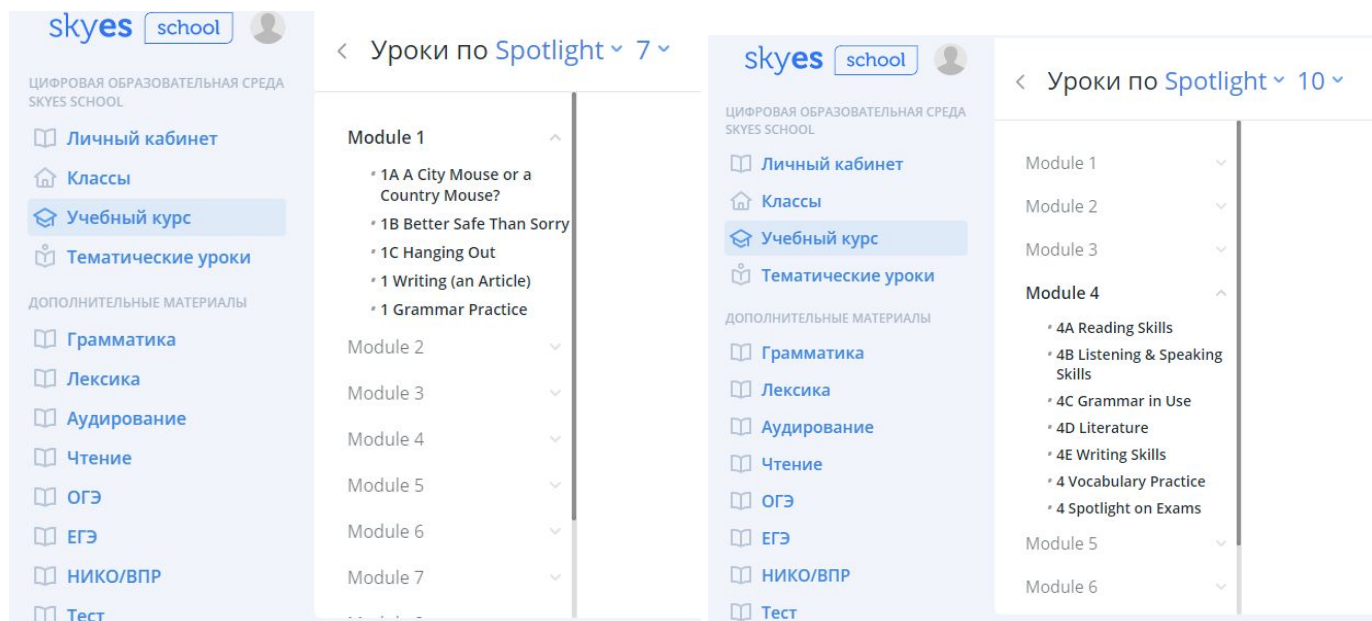 skyes school
ЦИФРОВАЯ ОБРАЗОВАТЕЛЬНАЯ СРЕДА
SKYES SCHOOL
Личный кабинет
Классы
Учебный курс
Тематические уроки
ДОПОЛНИТЕЛЬНЫЕ МАТЕРИАЛЫ
Грамматика
Лексика
Аудирование
Чтение
ОГЭ
ЕГЭ
НИКО/ВПР
Тест
Уроки по Spotlight 7
Module 1
1A A City Mouse or a
Country Mouse?
1B Better Safe Than Sorry
1C Hanging Out
1 Writing (an Article)
1 Grammar Practice
Module 2
Module 3
Module 4
Module 5
Module 6
Module 7
skyes school
ЦИФРОВАЯ ОБРАЗОВАТЕЛЬНАЯ СРЕДА
SKYES SCHOOL
Личный кабинет
Классы
Учебный курс
Тематические уроки
ДОПОЛНИТЕЛЬНЫЕ МАТЕРИАЛЫ
Грамматика
Лексика
Аудирование
Чтение
ОГЭ
ЕГЭ
НИКО/ВПР
Тест
Уроки по Spotlight 10
Module 1
Module 2
Module 3
Module 4
4A Reading Skills
4B Listening & Speaking
Skills
4C Grammar in Use
4D Literature
4E Writing Skills
4 Vocabulary Practice
4 Spotlight on Exams
Module 5
Module 6